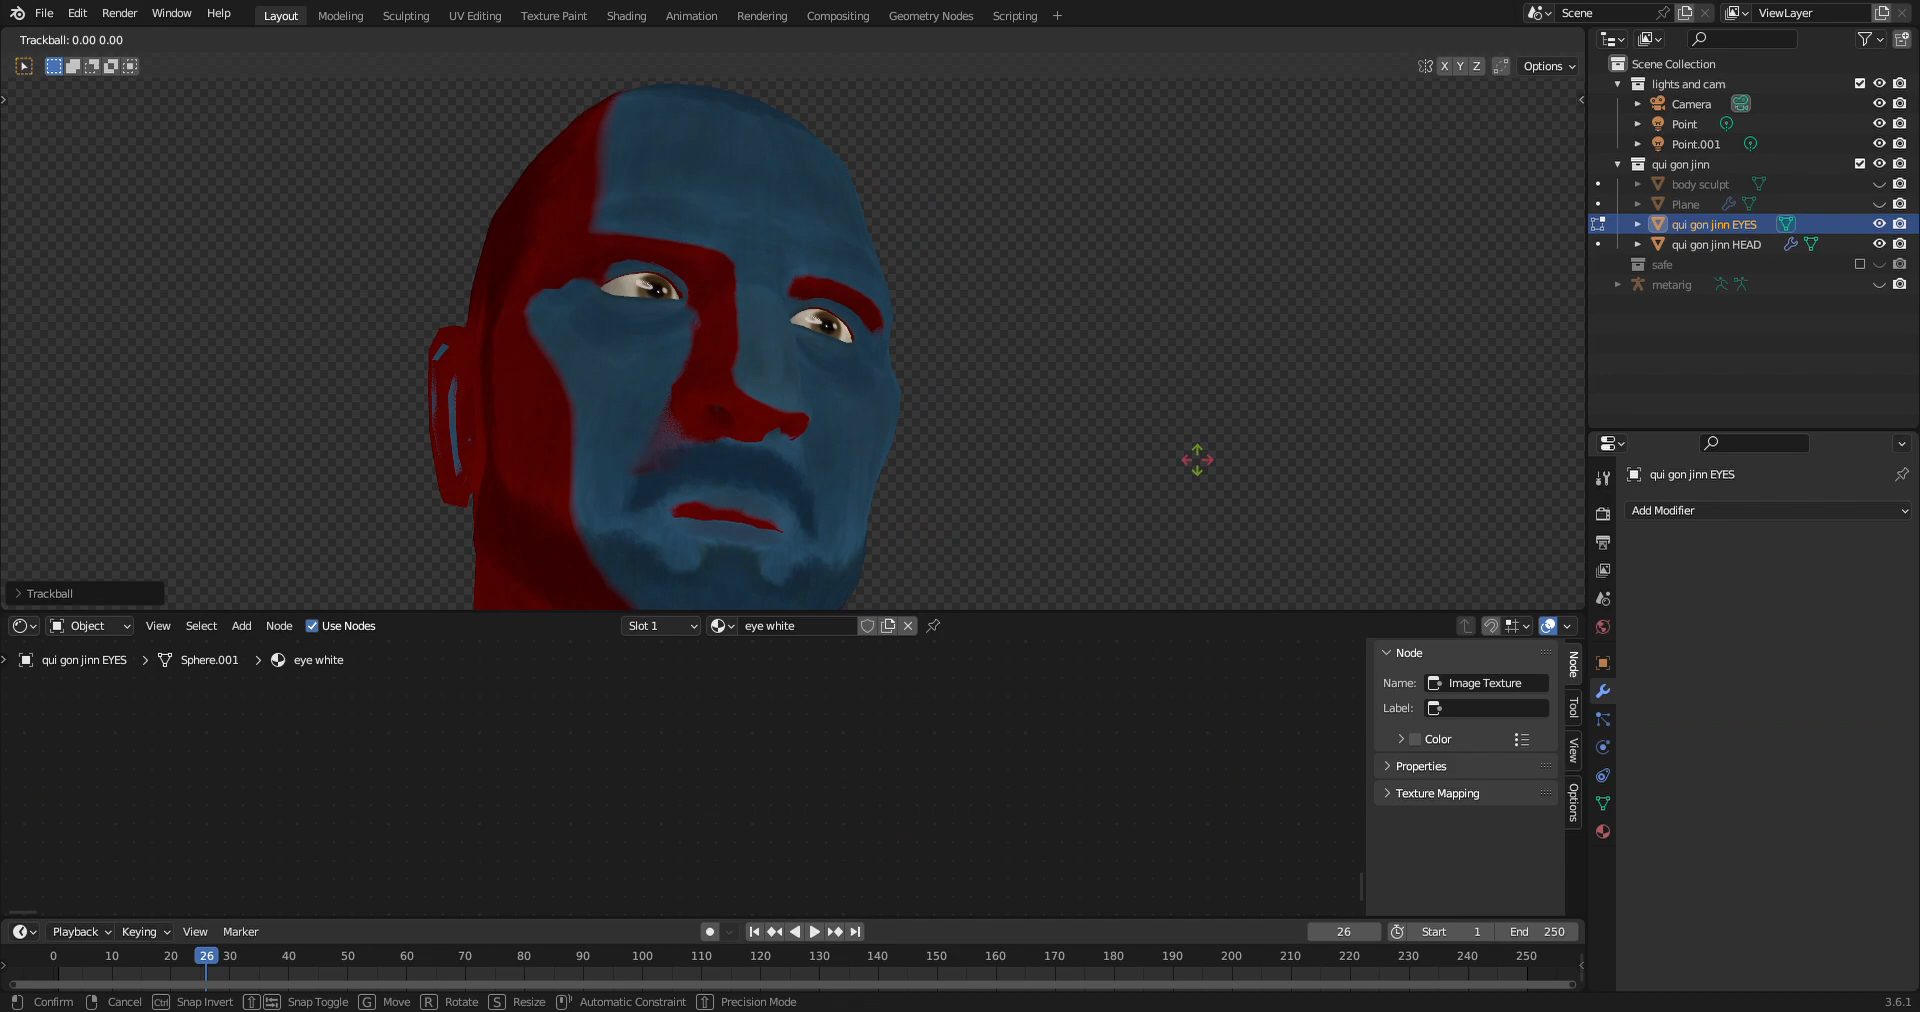 File Edit Render Window Help Layout Modeling Sculpting UV Editing Texture Paint Shading Animation Rendering Compositing Geometry Nodes Scripting + Scene ViewLayer
Trackball: 0.00 0.00
X Y Z Options
Scene Collection
lights and cam
Camera
Point
Point.001
qui gon jinn
body sculpt
Plane
qui gon jinn EYES
qui gon jinn HEAD
safe
metarig
qui gon jinn EYES
Add Modifier
Trackball
Object View Select Add Node Use Nodes Slot 1 eye white
qui gon jinn EYES > Sphere.001 > eye white
Node
Name: Image Texture
Label:
Color
Properties
Texture Mapping
Node
Tool
View
Options
Playback Keying View Marker 26 Start 1 End 250
0 10 20 26 30 40 50 60 70 80 90 100 110 120 130 140 150 160 170 180 190 200 210 220 230 240 250
Confirm Cancel Ctrl Snap Invert Snap Toggle G Move R Rotate S Resize Automatic Constraint Precision Mode 3.6.1